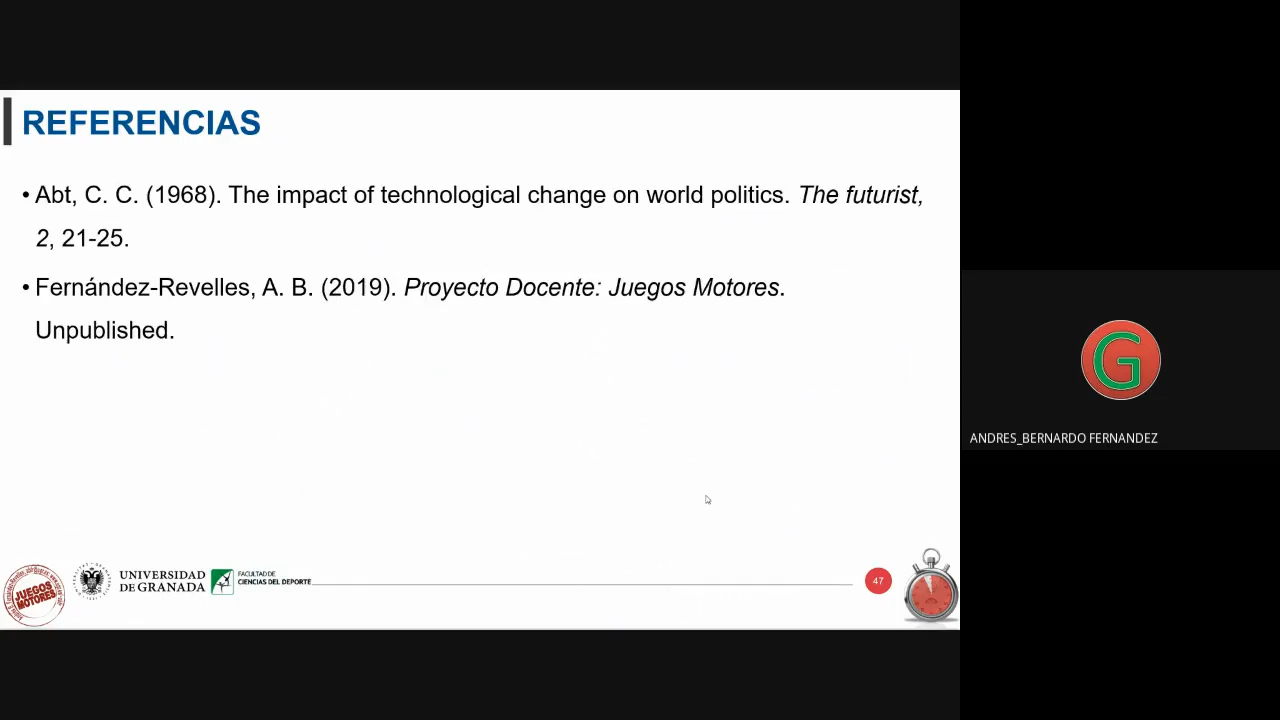 REFERENCIAS
• Abt, C. C. (1968). The impact of technological change on world politics. The futurist,
2, 21-25.
• Fernández-Revelles, A. B. (2019). Proyecto Docente: Juegos Motores.
Unpublished.
G
ANDRES_BERNARDO FERNANDEZ
JUEGOS
MOTORES
UNIVERSIDAD
DE GRANADA
FACULTAD DE
CIENCIAS DEL DEPORTE
47